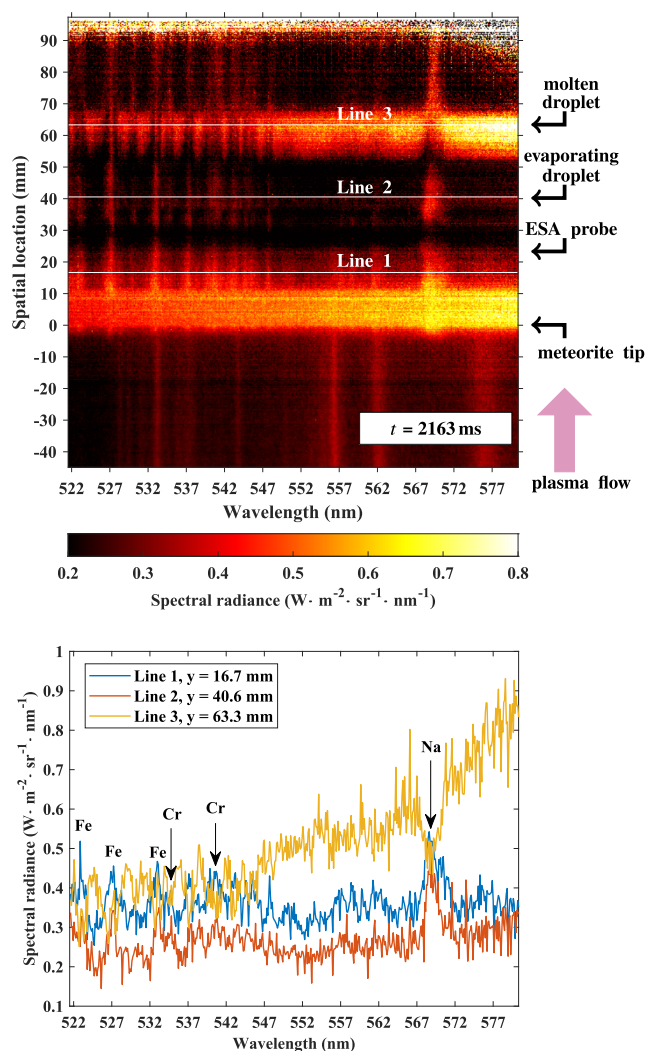 90
80
70
60
50
40
30
20
10
0
-10
-20
-30
-40
Spatial location (mm)
Line 3
Line 2
Line 1
t = 2163 ms
molten
droplet
evaporating
droplet
ESA probe
meteorite tip
plasma flow
522 527 532 537 542 547 552 557 562 567 572 577
Wavelength (nm)
0.2 0.3 0.4 0.5 0.6 0.7 0.8
Spectral radiance (W· m⁻²· sr⁻¹· nm⁻¹)
1
0.9
0.8
0.7
0.6
0.5
0.4
0.3
0.2
0.1
Spectral radiance (W· m⁻²· sr⁻¹· nm⁻¹)
Line 1, y = 16.7 mm
Line 2, y = 40.6 mm
Line 3, y = 63.3 mm
Fe
Fe
Fe
Cr
Cr
Na
522 527 532 537 542 547 552 557 562 567 572 577
Wavelength (nm)